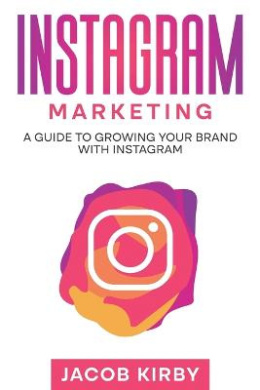 INSTAGRAM
MARKETING
A GUIDE TO GROWING YOUR BRAND
WITH INSTAGRAM
JACOB KIRBY